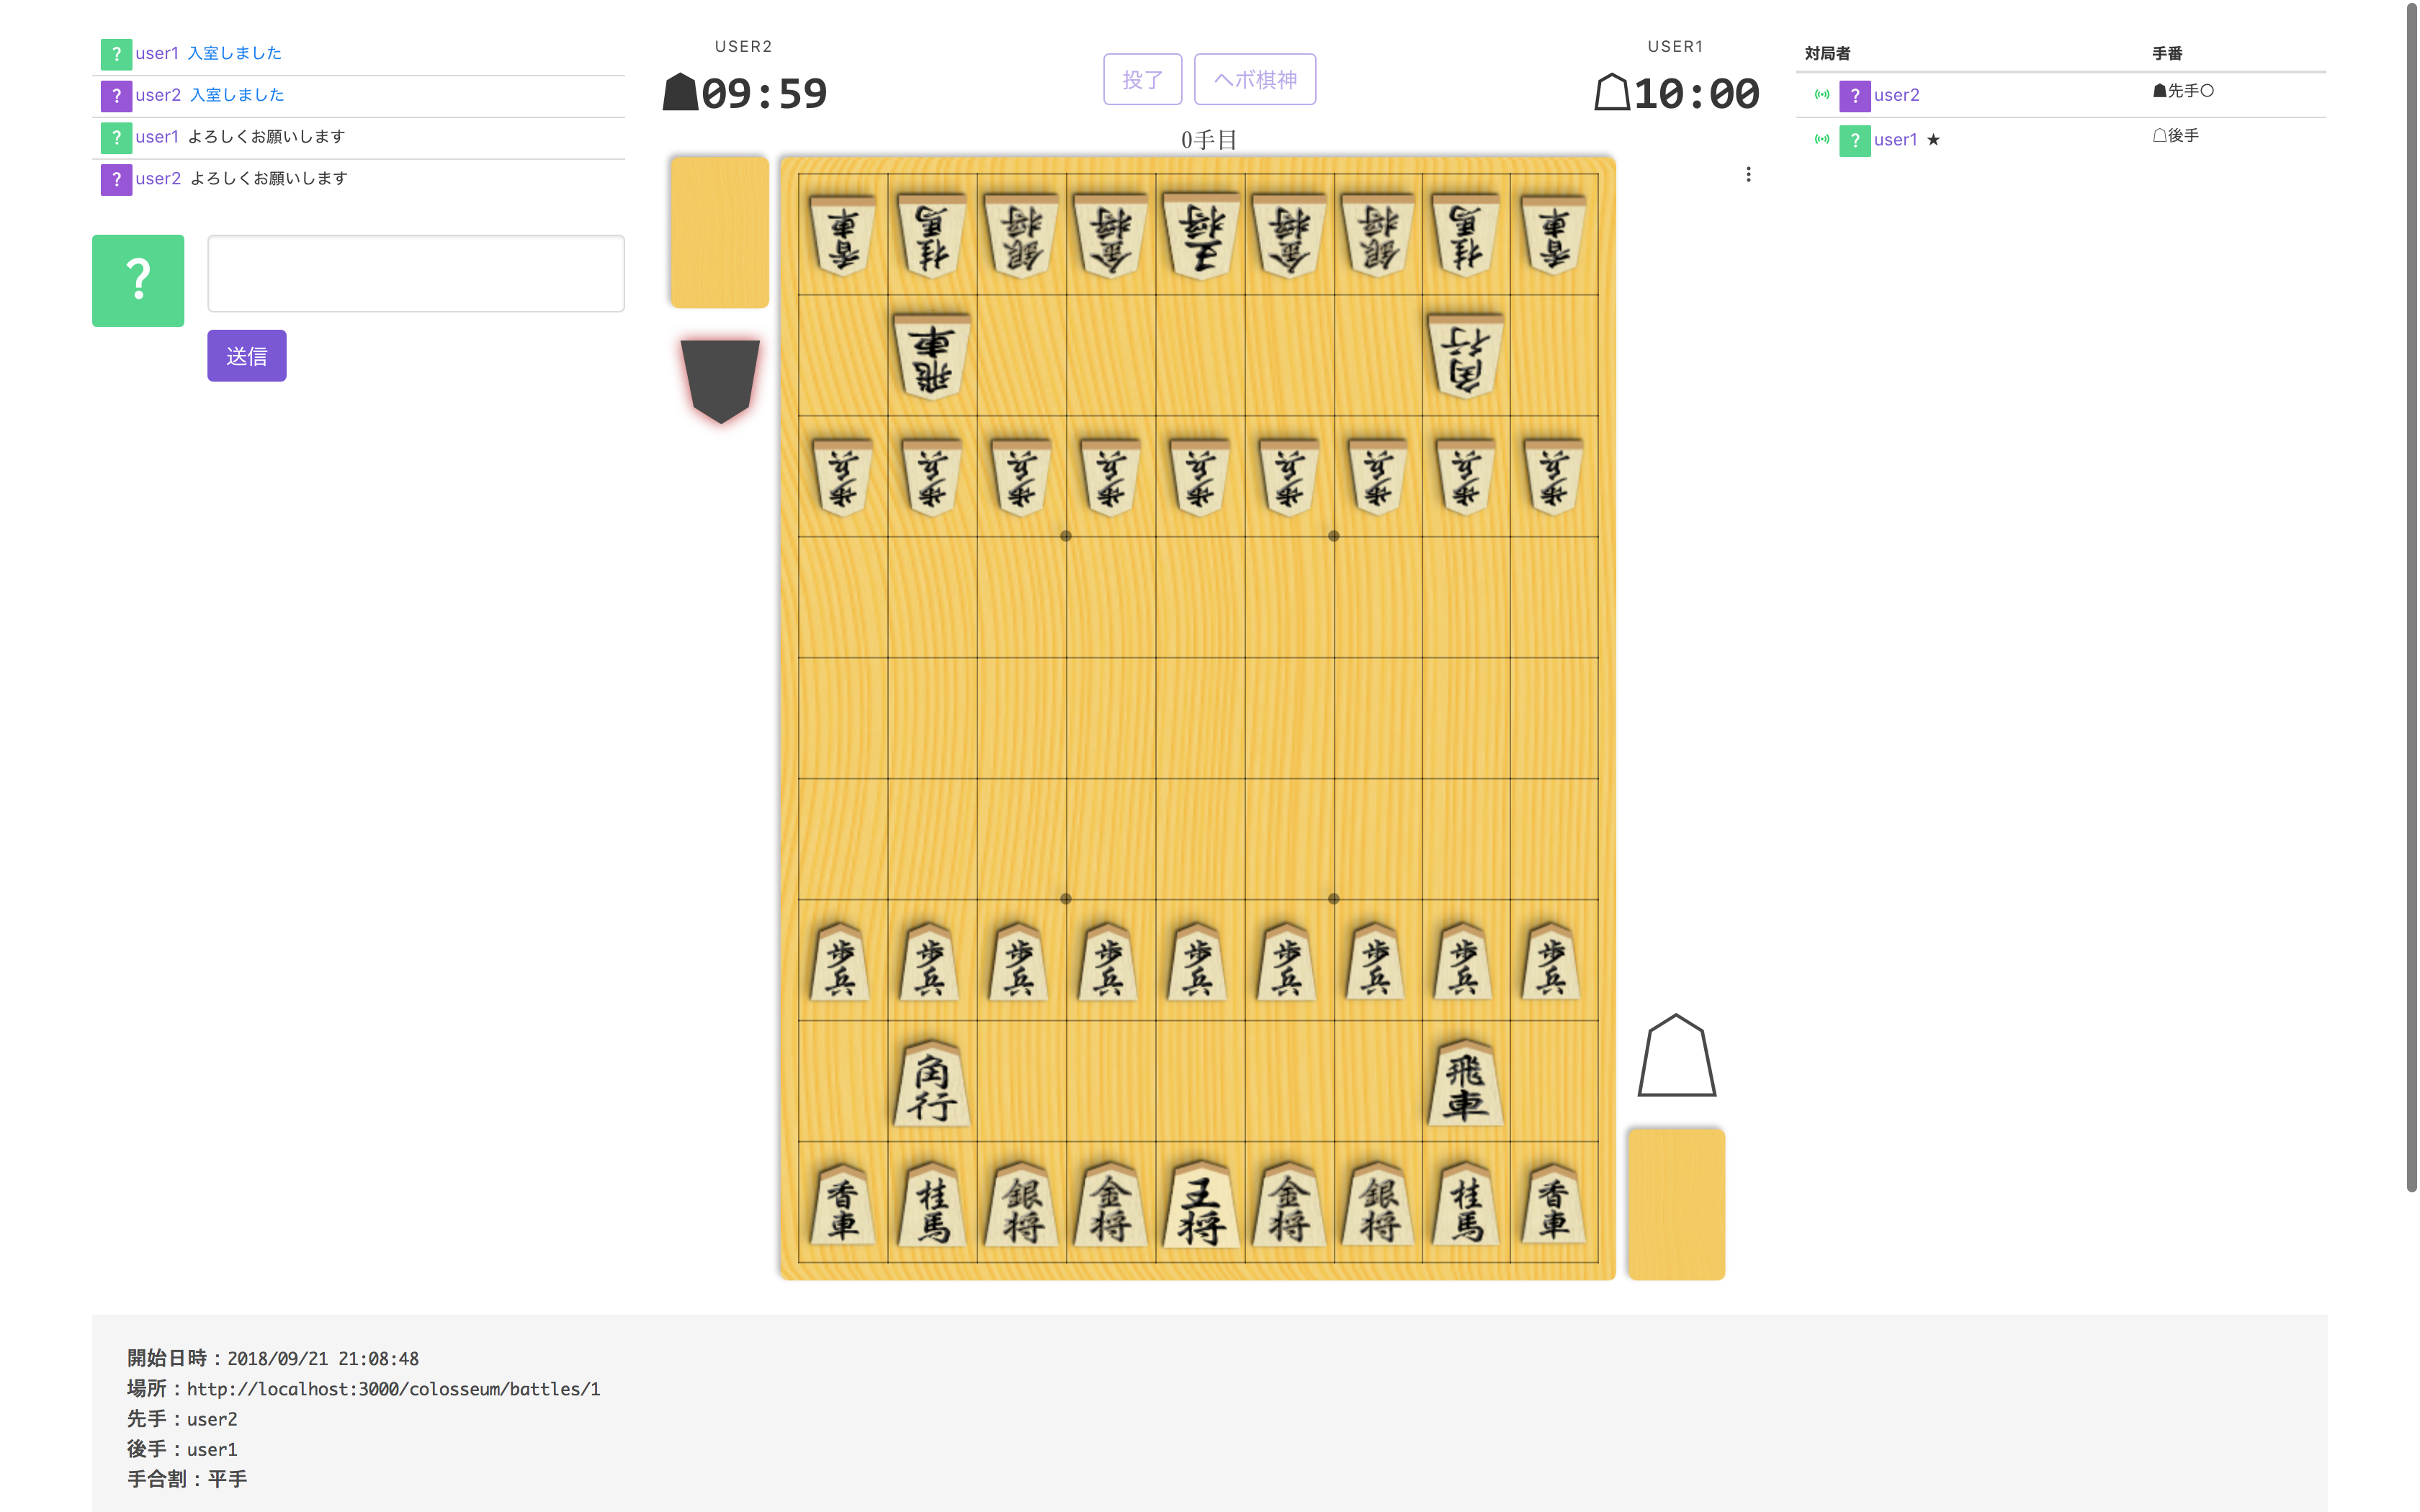 ? user1 入室しました
? user2 入室しました
? user1 よろしくお願いします
? user2 よろしくお願いします
?
送信
USER2
09:59
投了 ヘボ棋神
USER1
10:00
0手目
対局者 手番
? user2 ☗先手○
? user1 ★ ☖後手
香車 桂馬 銀将 金将 王将 金将 銀将 桂馬 香車
飛車 角行
歩兵 歩兵 歩兵 歩兵 歩兵 歩兵 歩兵 歩兵 歩兵
歩兵 歩兵 歩兵 歩兵 歩兵 歩兵 歩兵 歩兵 歩兵
角行 飛車
香車 桂馬 銀将 金将 王将 金将 銀将 桂馬 香車
開始日時：2018/09/21 21:08:48
場所：http://localhost:3000/colosseum/battles/1
先手：user2
後手：user1
手合割：平手